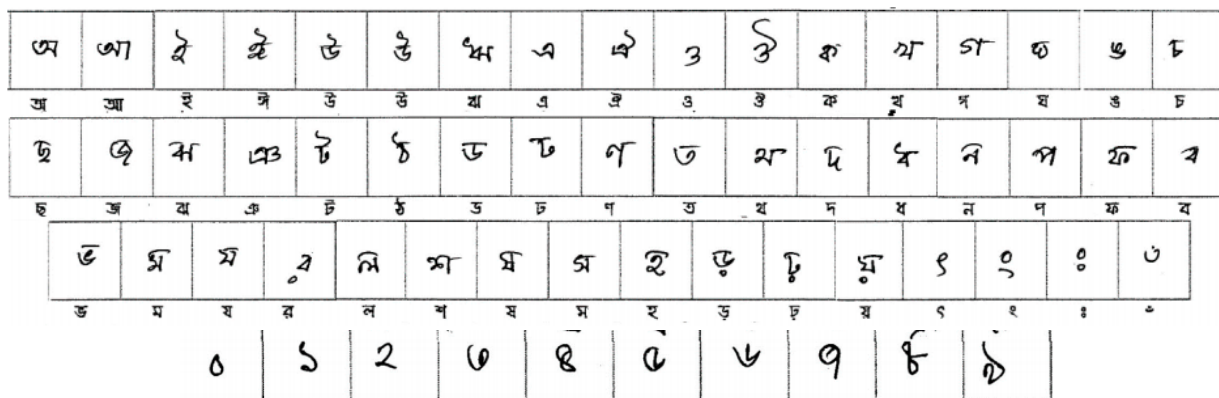 অ আ ই ঈ উ ঊ ঋ এ ঐ ও ঔ ক খ গ ঘ ঙ চ
অ আ ই ঈ উ ঊ ঋ এ ঐ ও ঔ ক খ গ ঘ ঙ চ
ছ জ ঝ ঞ ট ঠ ড ঢ ণ ত থ দ ধ ন প ফ ব
ছ জ ঝ ঞ ট ঠ ড ঢ ণ ত থ দ ধ ন প ফ ব
ভ ম য র ল শ ষ স হ ড় ঢ় য় ৎ ং ঃ ঁ
ভ ম য র ল শ ষ স হ ড় ঢ় য় ৎ ং ঃ ঁ
০ ১ ২ ৩ ৪ ৫ ৬ ৭ ৮ ৯